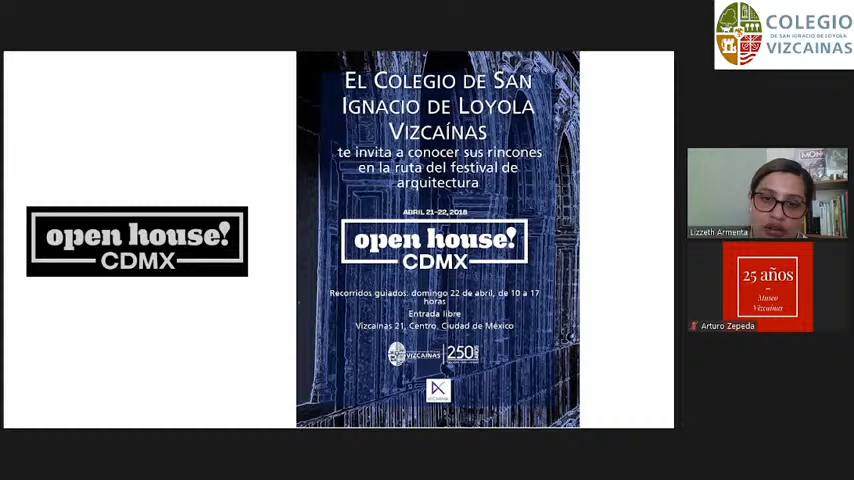 COLEGIO
DE SAN IGNACIO DE LOYOLA
VIZCAINAS
EL COLEGIO DE SAN
IGNACIO DE LOYOLA
VIZCAÍNAS
te invita a conocer sus rincones
en la ruta del festival de
arquitectura
ABRIL 21-22, 2018
open house!
CDMX
open house!
CDMX
Recorridos guiados: domingo 22 de abril, de 10 a 17
horas
Entrada libre
Vizcaínas 21, Centro, Ciudad de México
VIZCAINAS
250 AÑOS
Lizzeth Armenta
25 años
Museo
Vizcaínas
Arturo Zepeda